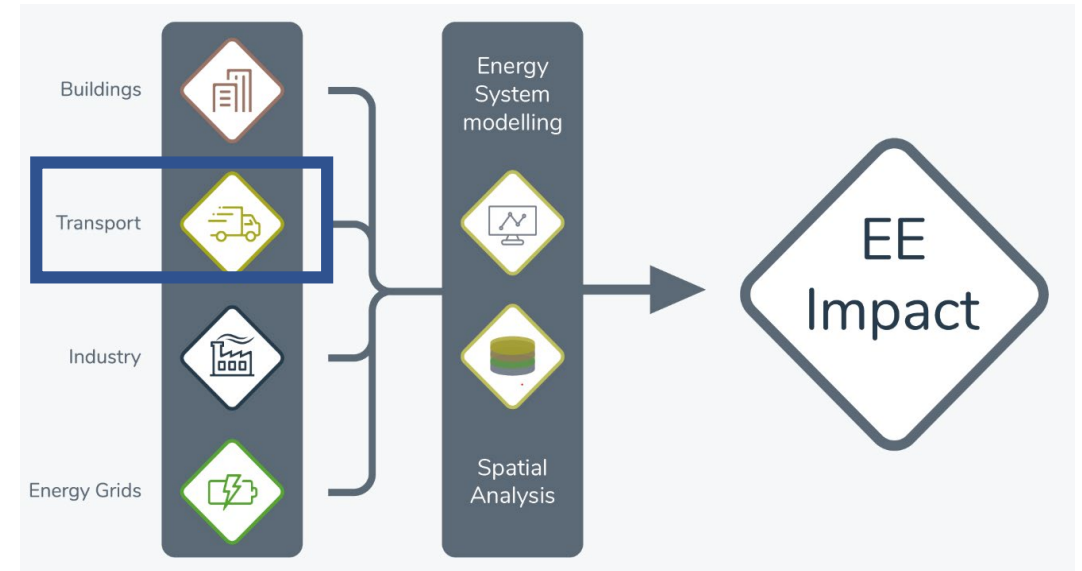 Buildings
Transport
Industry
Energy Grids
Energy
System
modelling
Spatial
Analysis
EE
Impact